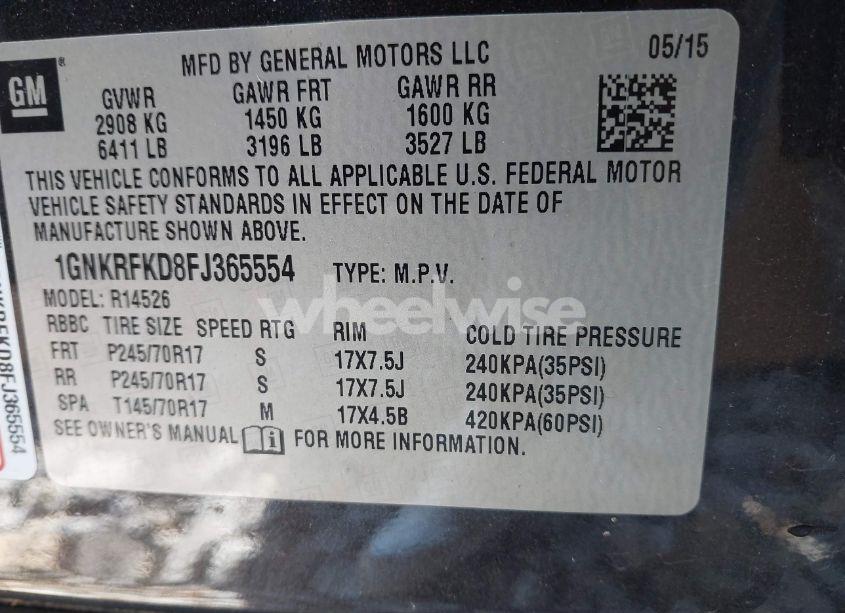 GM
MFD BY GENERAL MOTORS LLC 05/15
GVWR GAWR FRT GAWR RR
2908 KG 1450 KG 1600 KG
6411 LB 3196 LB 3527 LB
THIS VEHICLE CONFORMS TO ALL APPLICABLE U.S. FEDERAL MOTOR
VEHICLE SAFETY STANDARDS IN EFFECT ON THE DATE OF
MANUFACTURE SHOWN ABOVE.
1GNKRFKD8FJ365554 TYPE: M.P.V.
MODEL: R14526
wheelwise
RBBC TIRE SIZE SPEED RTG RIM COLD TIRE PRESSURE
FRT P245/70R17 S 17X7.5J 240KPA(35PSI)
RR P245/70R17 S 17X7.5J 240KPA(35PSI)
SPA T145/70R17 M 17X4.5B 420KPA(60PSI)
SEE OWNER'S MANUAL FOR MORE INFORMATION.
KRFKD8FJ365554